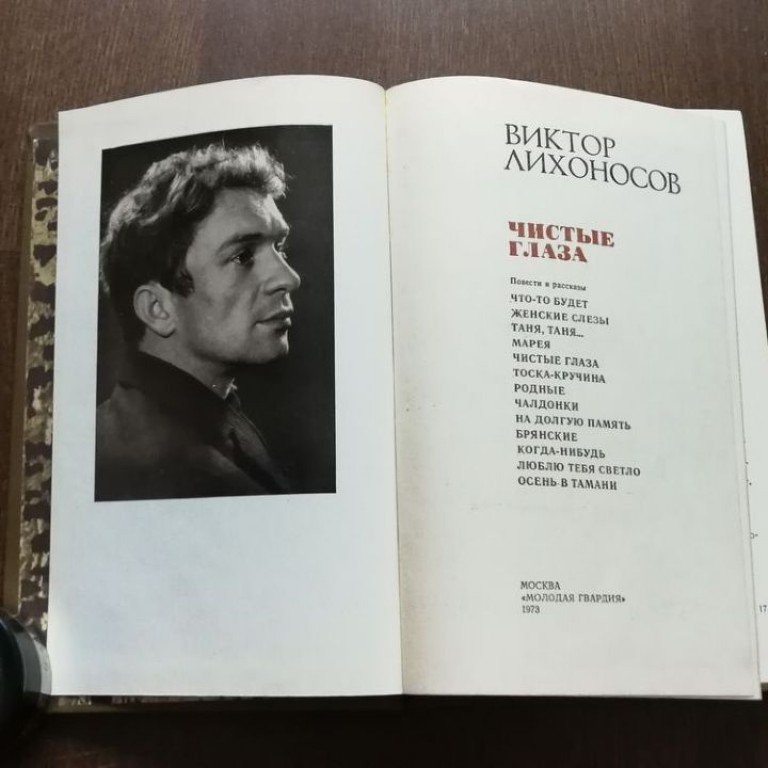 ВИКТОР
ЛИХОНОСОВ
ЧИСТЫЕ
ГЛАЗА
Повести и рассказы
ЧТО-ТО БУДЕТ
ЖЕНСКИЕ СЛЕЗЫ
ТАНЯ, ТАНЯ...
МАРЕЯ
ЧИСТЫЕ ГЛАЗА
ТОСКА-КРУЧИНА
РОДНЫЕ
ЧАЛДОНКИ
НА ДОЛГУЮ ПАМЯТЬ
БРЯНСКИЕ
КОГДА-НИБУДЬ
ЛЮБЛЮ ТЕБЯ СВЕТЛО
ОСЕНЬ В ТАМАНИ
МОСКВА
«МОЛОДАЯ ГВАРДИЯ»
1973
17